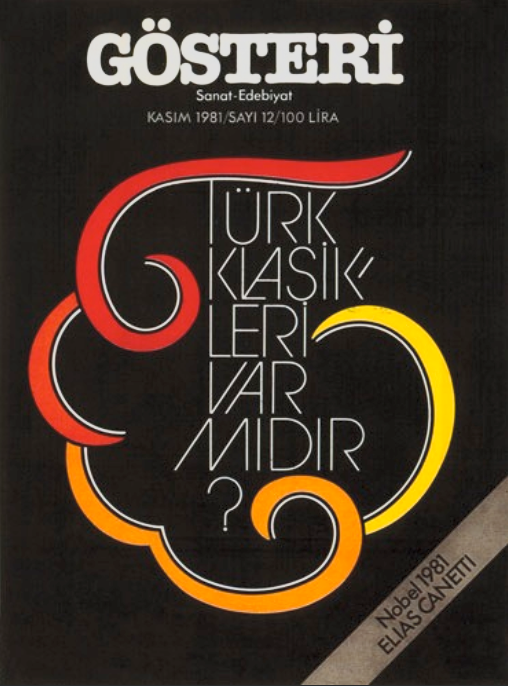 GÖSTERİ
Sanat-Edebiyat
KASIM 1981/SAYI 12/100 LİRA
TÜRK
KLASİK
LERİ
VAR
MIDIR
?
Nobel 1981
ELIAS CANETTI